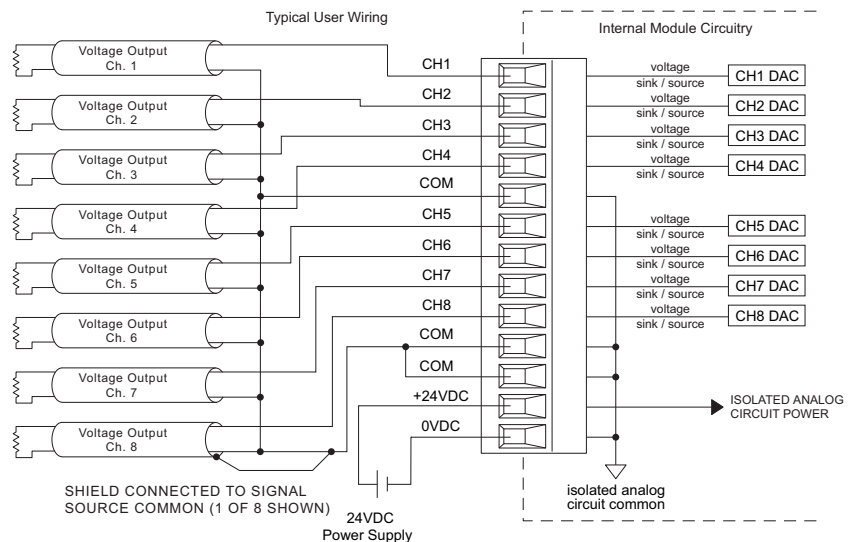 Typical User Wiring
Internal Module Circuitry
Voltage Output
Ch. 1
Voltage Output
Ch. 2
Voltage Output
Ch. 3
Voltage Output
Ch. 4
Voltage Output
Ch. 5
Voltage Output
Ch. 6
Voltage Output
Ch. 7
Voltage Output
Ch. 8
SHIELD CONNECTED TO SIGNAL
SOURCE COMMON (1 OF 8 SHOWN)
CH1
CH2
CH3
CH4
COM
CH5
CH6
CH7
CH8
COM
COM
+24VDC
0VDC
24VDC
Power Supply
voltage
sink / source
CH1 DAC
voltage
sink / source
CH2 DAC
voltage
sink / source
CH3 DAC
voltage
sink / source
CH4 DAC
voltage
sink / source
CH5 DAC
voltage
sink / source
CH6 DAC
voltage
sink / source
CH7 DAC
voltage
sink / source
CH8 DAC
ISOLATED ANALOG
CIRCUIT POWER
isolated analog
circuit common